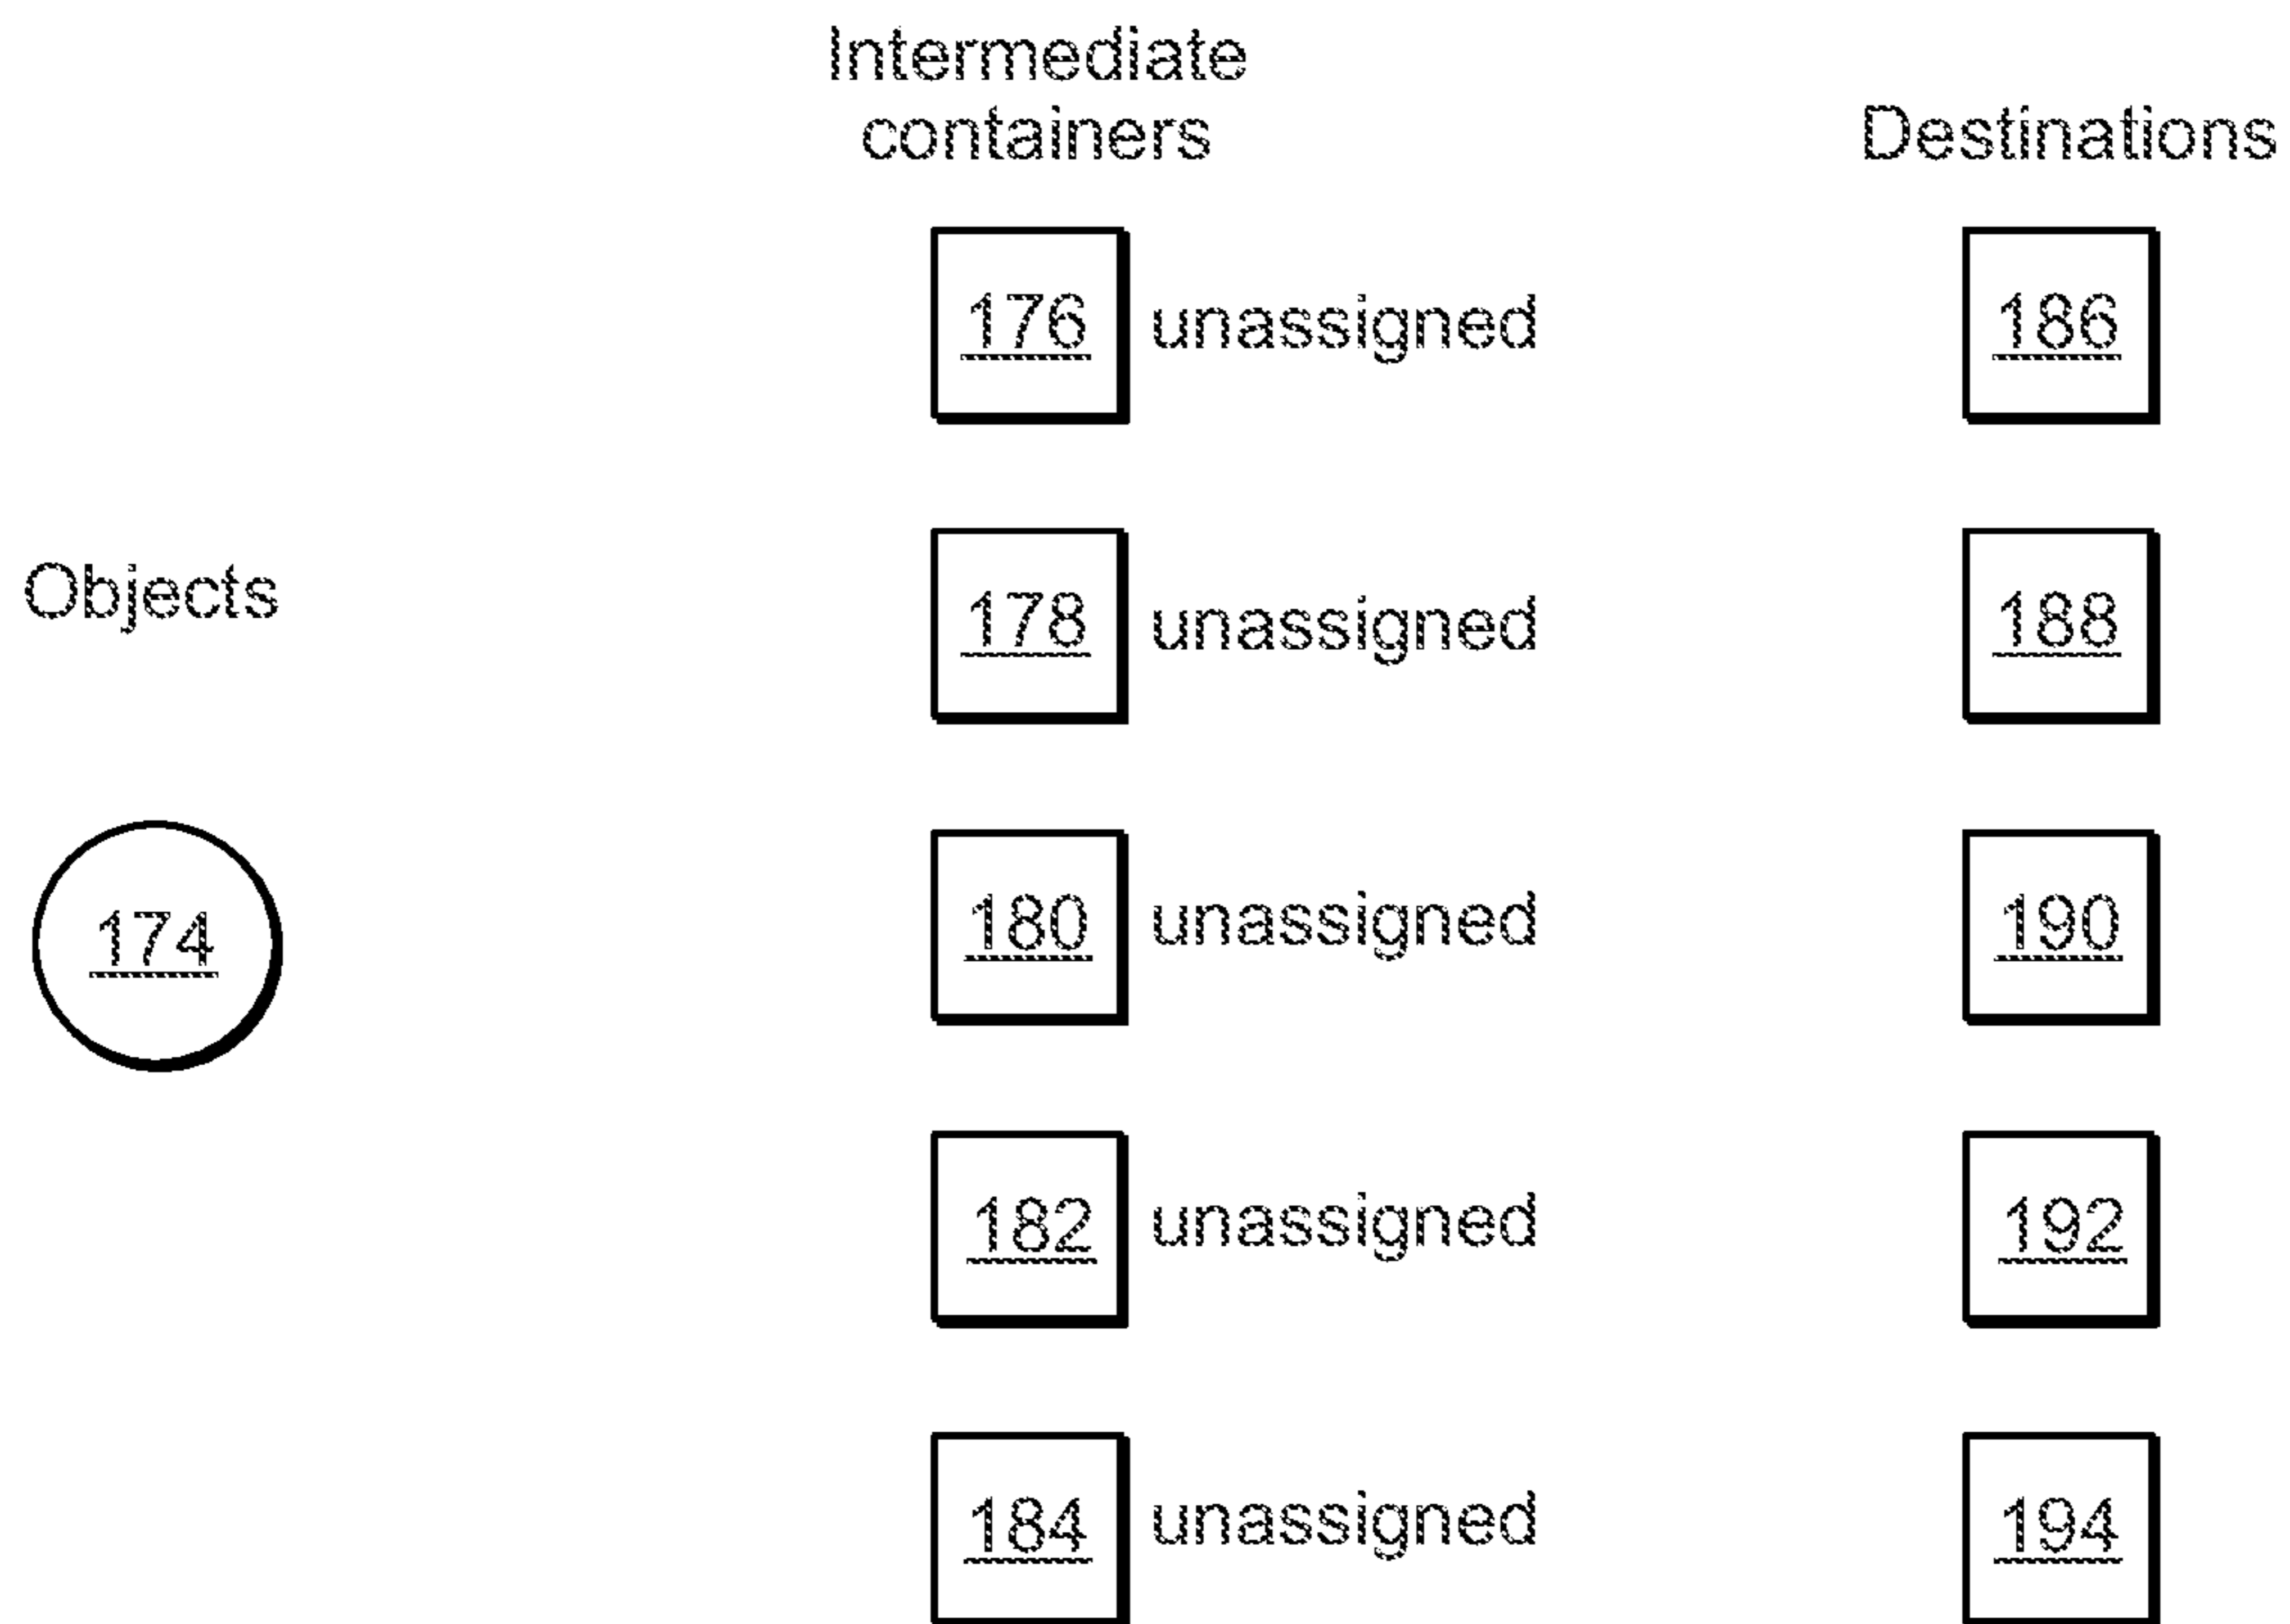 Intermediate
containers
Destinations
176 unassigned
186
Objects
178 unassigned
188
174
180 unassigned
190
182 unassigned
192
184 unassigned
194